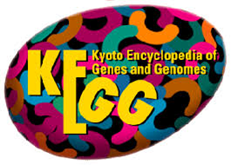 KEGG
Kyoto Encyclopedia of
Genes and Genomes